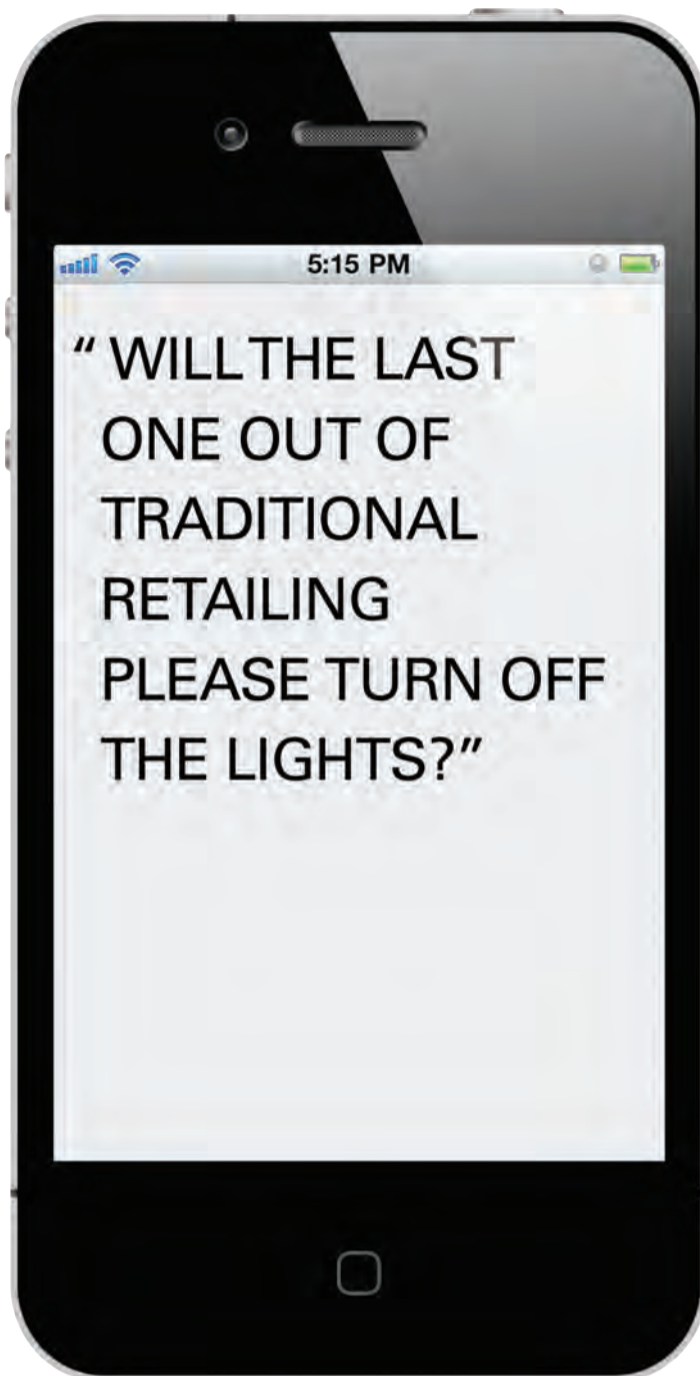 5:15 PM
“ WILL THE LAST
ONE OUT OF
TRADITIONAL
RETAILING
PLEASE TURN OFF
THE LIGHTS?”